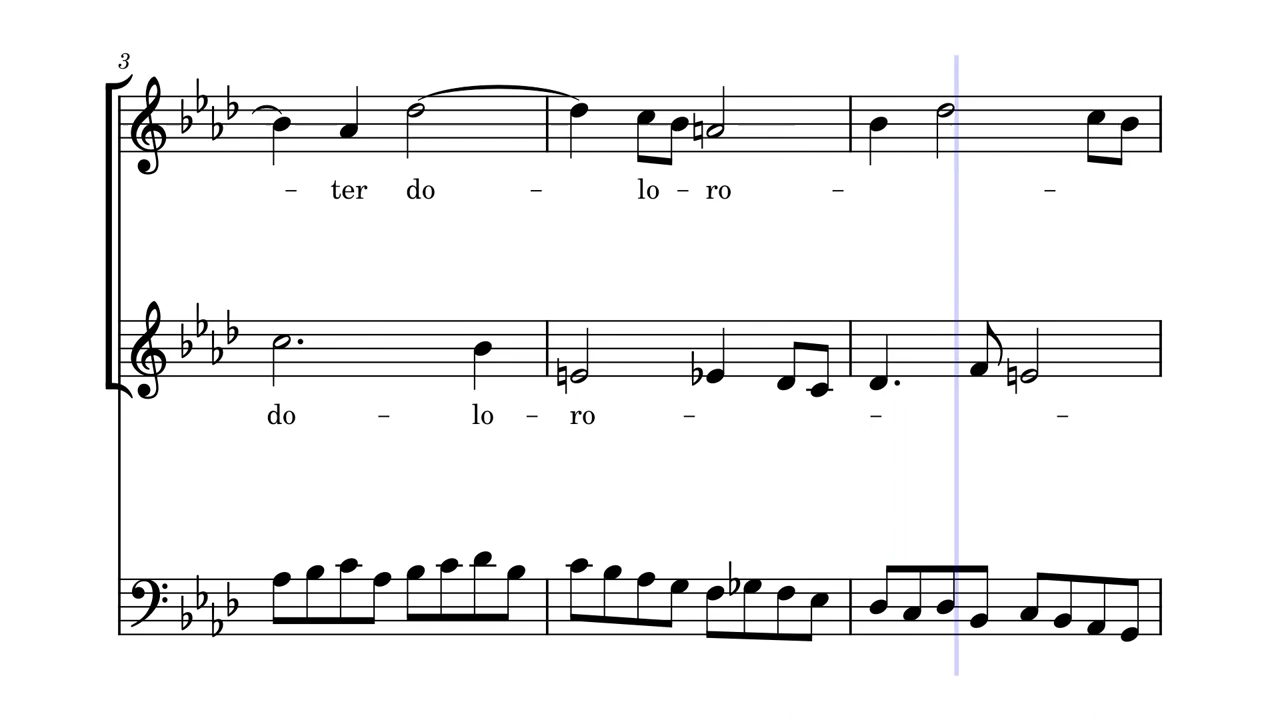 3
– ter do – lo – ro – –
do – lo – ro – – –